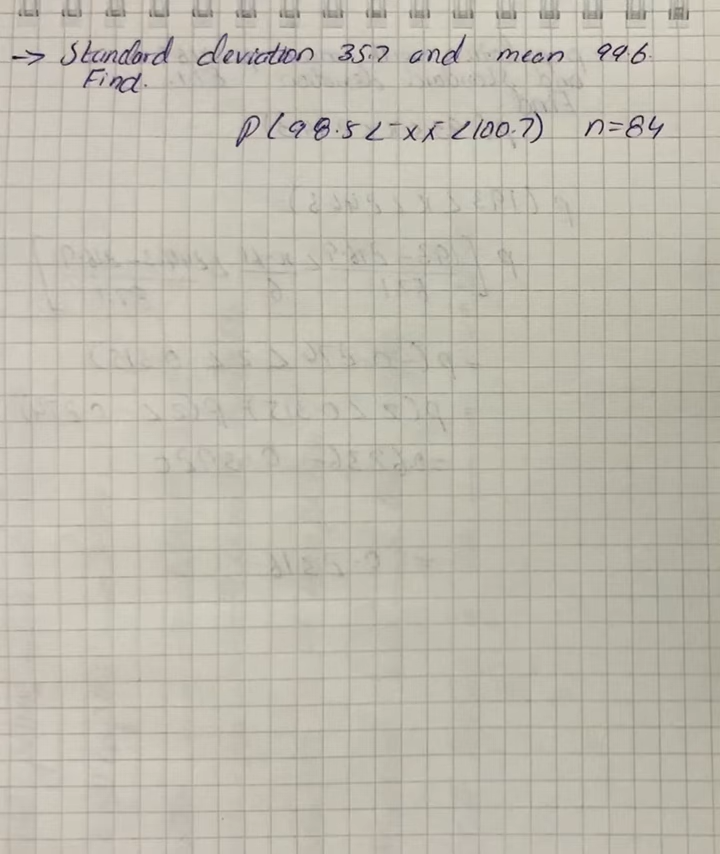 → Standard deviation 35.7 and mean 99.6.
Find.
P(98.5< x̄ <100.7) n=84